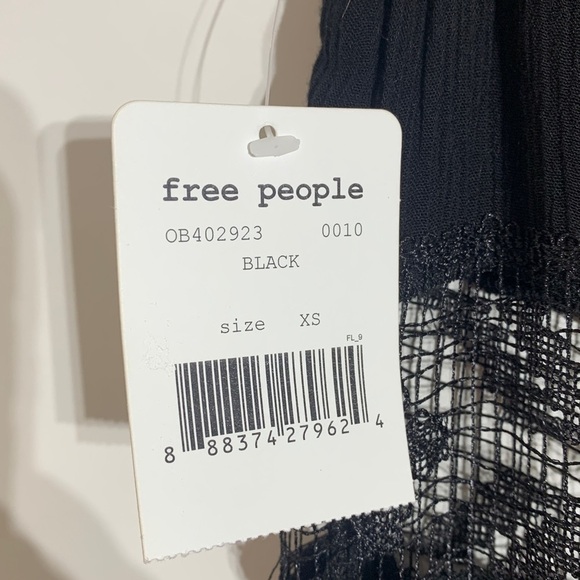 free people
OB402923 0010
BLACK
size XS
FL_9
8 88374 27962 4